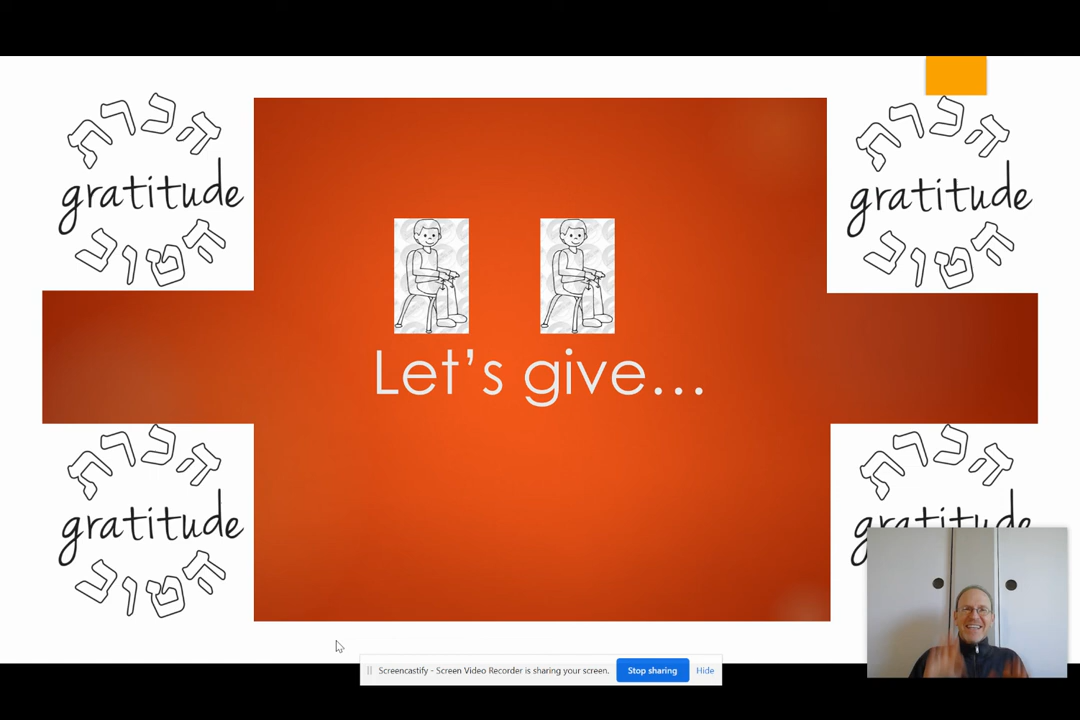 הכרת
gratitude
הטוב
הכרת
gratitude
הטוב
Let's give...
הכרת
gratitude
הטוב
הכרת
gratitude
Screencastify - Screen Video Recorder is sharing your screen.
Stop sharing
Hide